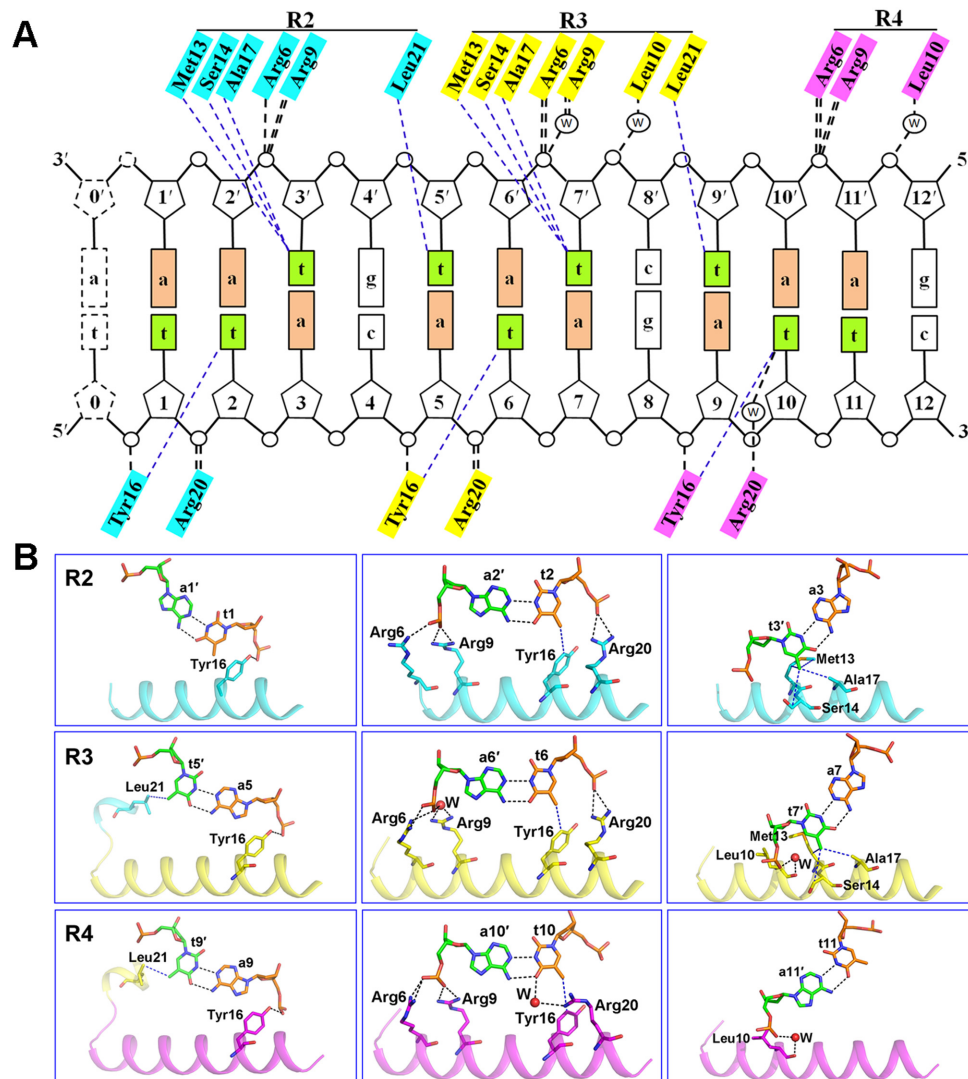 A
R2 R3 R4
Met13 Ser14 Ala17 Arg6 Arg9 Leu21 Met13 Ser14 Ala17 Arg6 Arg9 Leu10 Leu21 Arg6 Arg9 Leu10
W W W
3′ 5
0′ 1′ 2′ 3′ 4′ 5′ 6′ 7′ 8′ 9′ 10′ 11′ 12′
a a a t g t a t c t a a g
t t t a c a t a g a t t c
0 1 2 3 4 5 6 7 8 9 10 11 12
W
5′ 3
Tyr16 Arg20 Tyr16 Arg20 Tyr16 Arg20
B
R2
a1′ t1
Tyr16
a2′ t2
Arg6 Arg9 Tyr16 Arg20
a3
t3′
Met13
Ala17
Ser14
R3
t5′ a5
Leu21
Tyr16
a6′ t6
W
Arg6 Arg9 Tyr16 Arg20
a7
t7′
Met13
Leu10 W Ala17
Ser14
R4
t9′ a9
Leu21
Tyr16
a10′ t10
Arg6 Arg9 W
Tyr16 Arg20
t11
a11′
Leu10 W